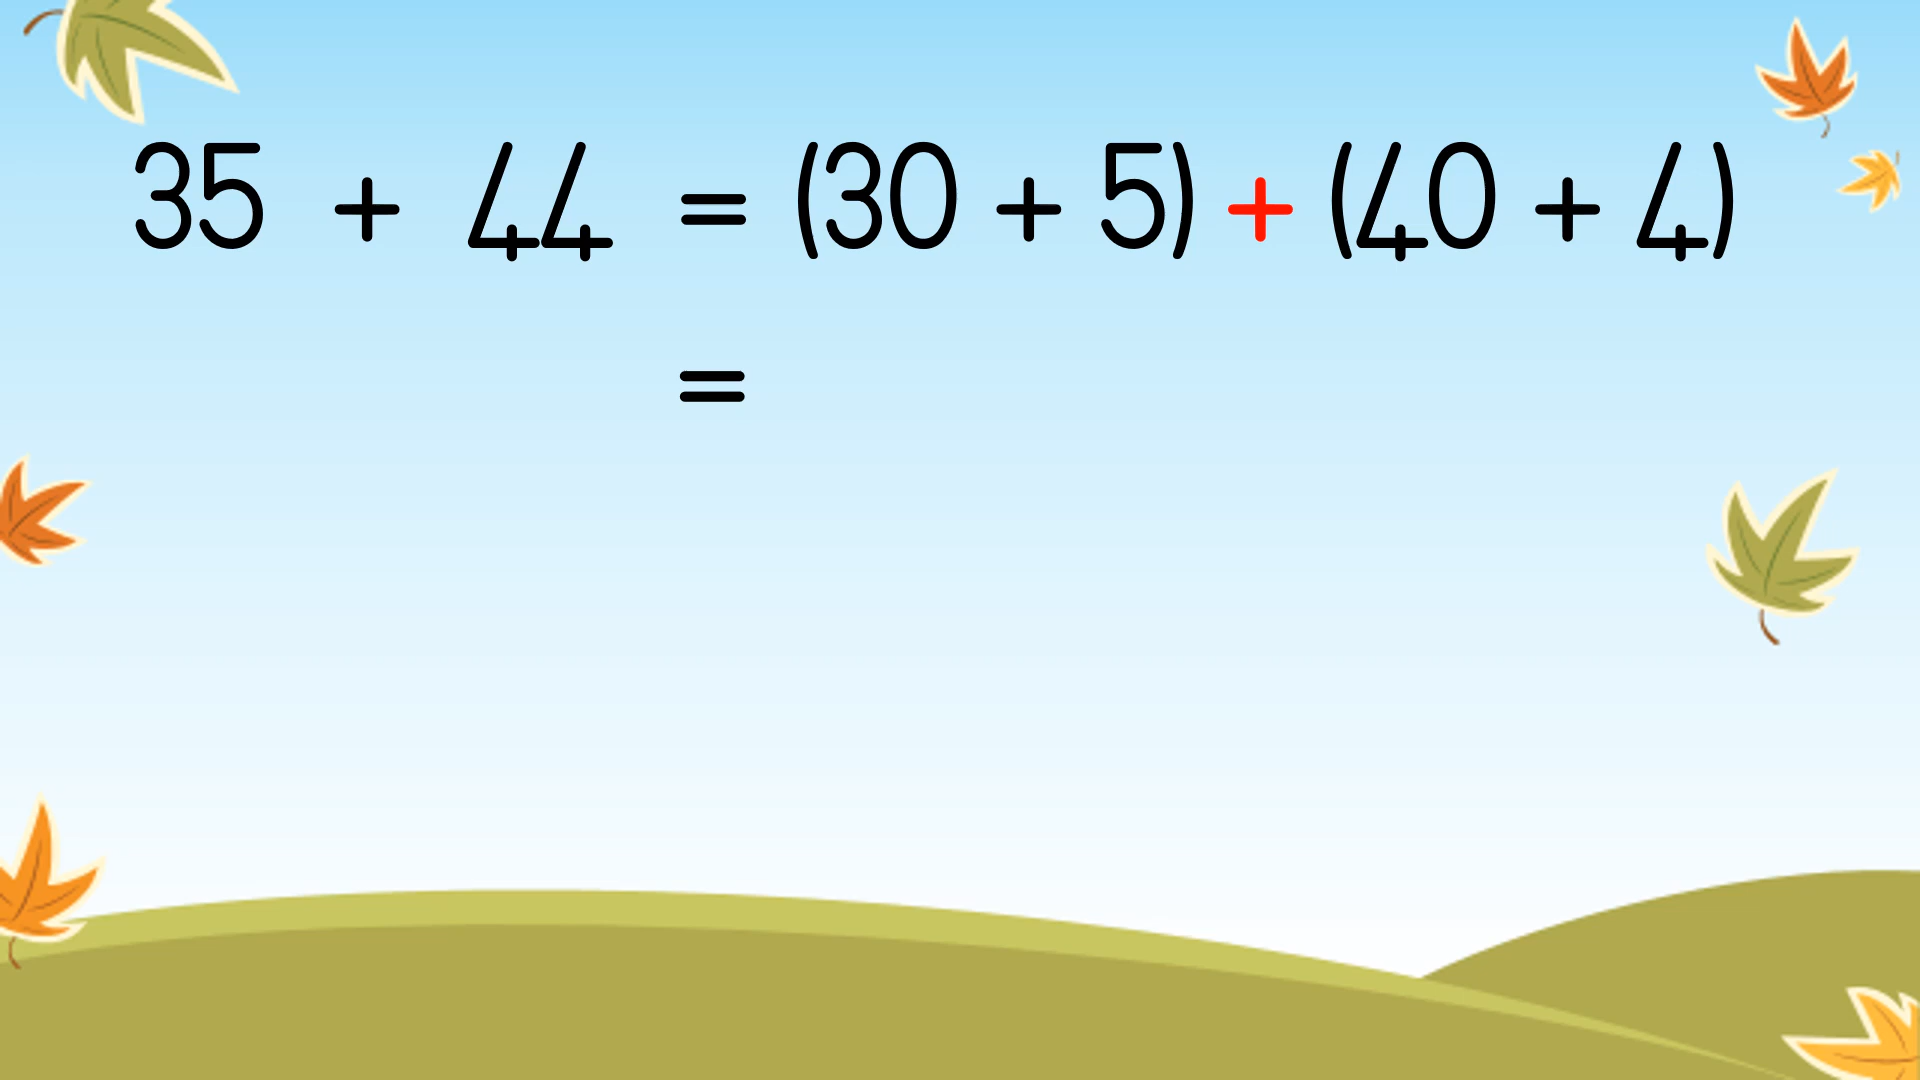 35 + 44 = (30 + 5) + (40 + 4)
=